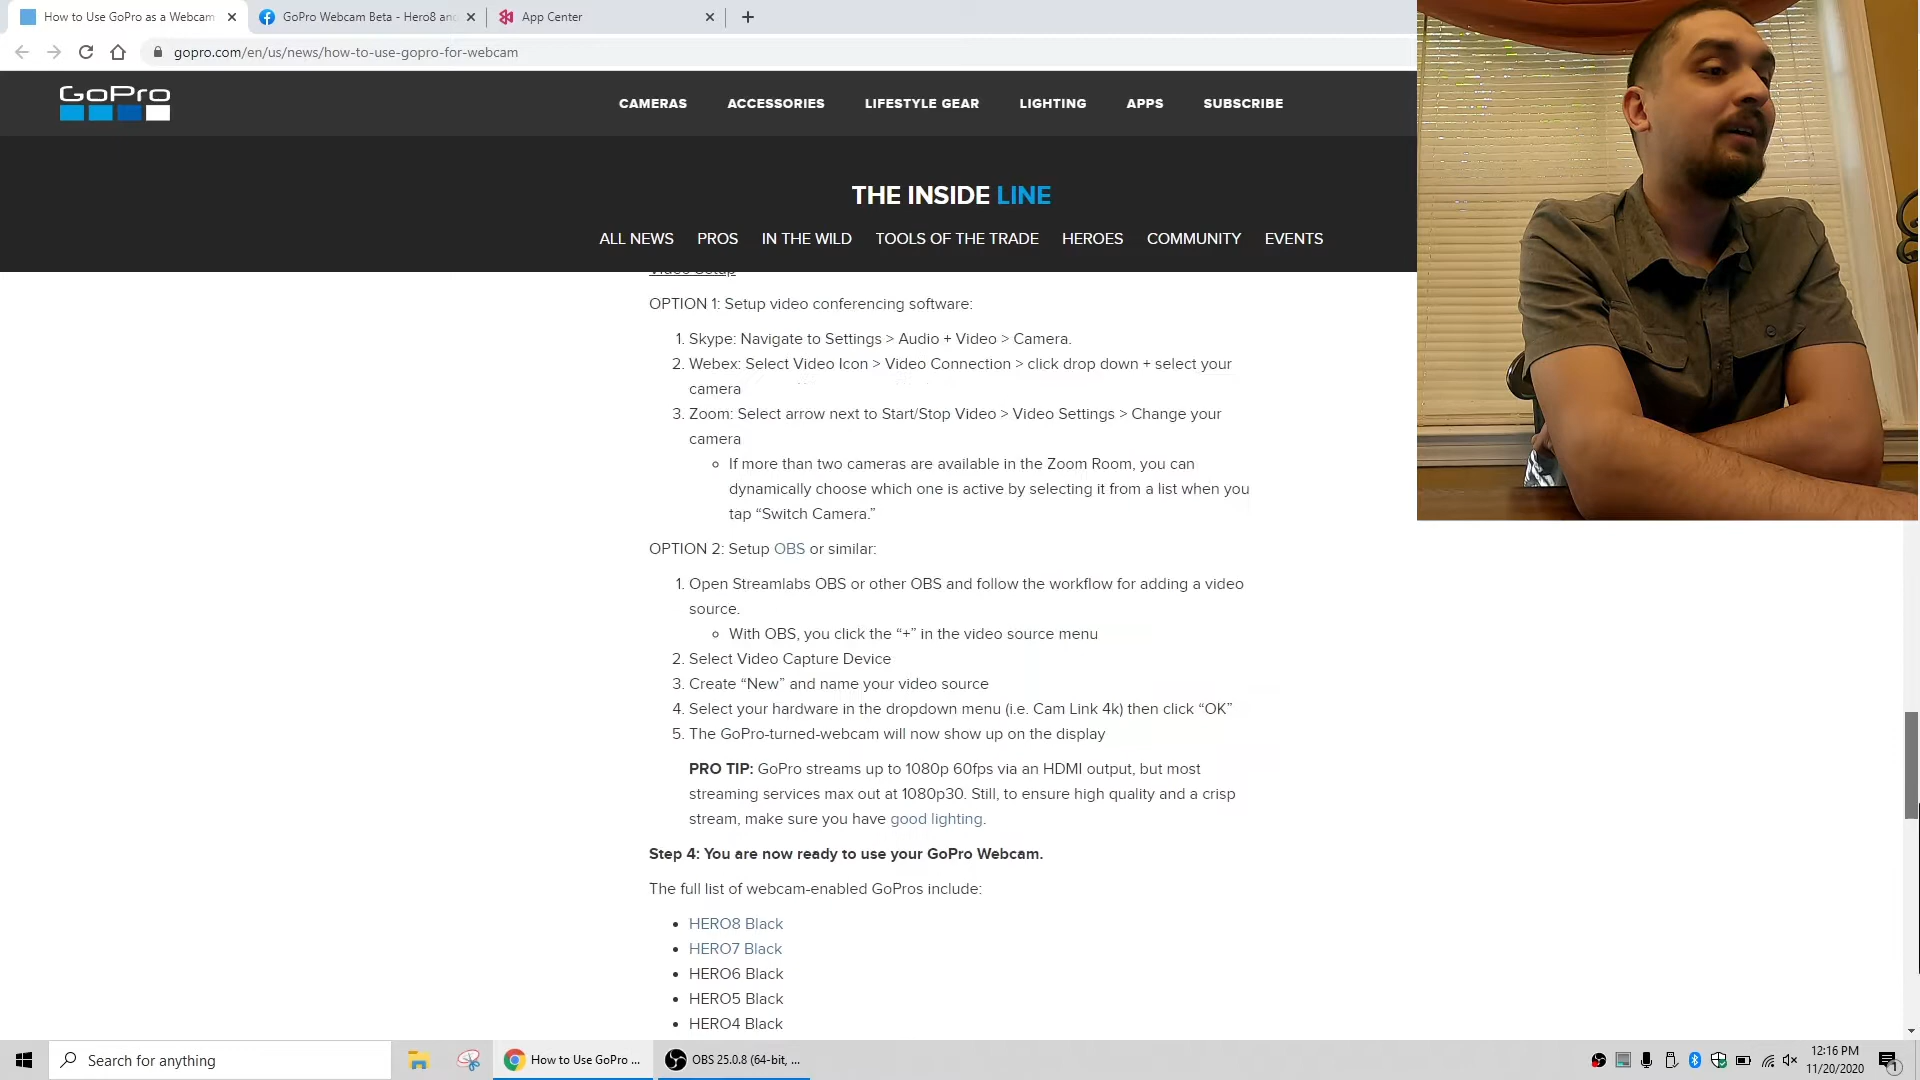 How to Use GoPro as a Webcam
GoPro Webcam Beta - Hero8 and
App Center
gopro.com/en/us/news/how-to-use-gopro-for-webcam
GoPro
CAMERAS ACCESSORIES LIFESTYLE GEAR LIGHTING APPS SUBSCRIBE
THE INSIDE LINE
ALL NEWS PROS IN THE WILD TOOLS OF THE TRADE HEROES COMMUNITY EVENTS
Video Setup
OPTION 1: Setup video conferencing software:
1. Skype: Navigate to Settings > Audio + Video > Camera.
2. Webex: Select Video Icon > Video Connection > click drop down + select your
camera
3. Zoom: Select arrow next to Start/Stop Video > Video Settings > Change your
camera
If more than two cameras are available in the Zoom Room, you can
dynamically choose which one is active by selecting it from a list when you
tap “Switch Camera.”
OPTION 2: Setup OBS or similar:
1. Open Streamlabs OBS or other OBS and follow the workflow for adding a video
source.
With OBS, you click the “+” in the video source menu
2. Select Video Capture Device
3. Create “New” and name your video source
4. Select your hardware in the dropdown menu (i.e. Cam Link 4k) then click “OK”
5. The GoPro-turned-webcam will now show up on the display
PRO TIP: GoPro streams up to 1080p 60fps via an HDMI output, but most
streaming services max out at 1080p30. Still, to ensure high quality and a crisp
stream, make sure you have good lighting.
Step 4: You are now ready to use your GoPro Webcam.
The full list of webcam-enabled GoPros include:
HERO8 Black
HERO7 Black
HERO6 Black
HERO5 Black
HERO4 Black
Search for anything
How to Use GoPro ...
OBS 25.0.8 (64-bit, ...
12:16 PM
11/20/2020
1